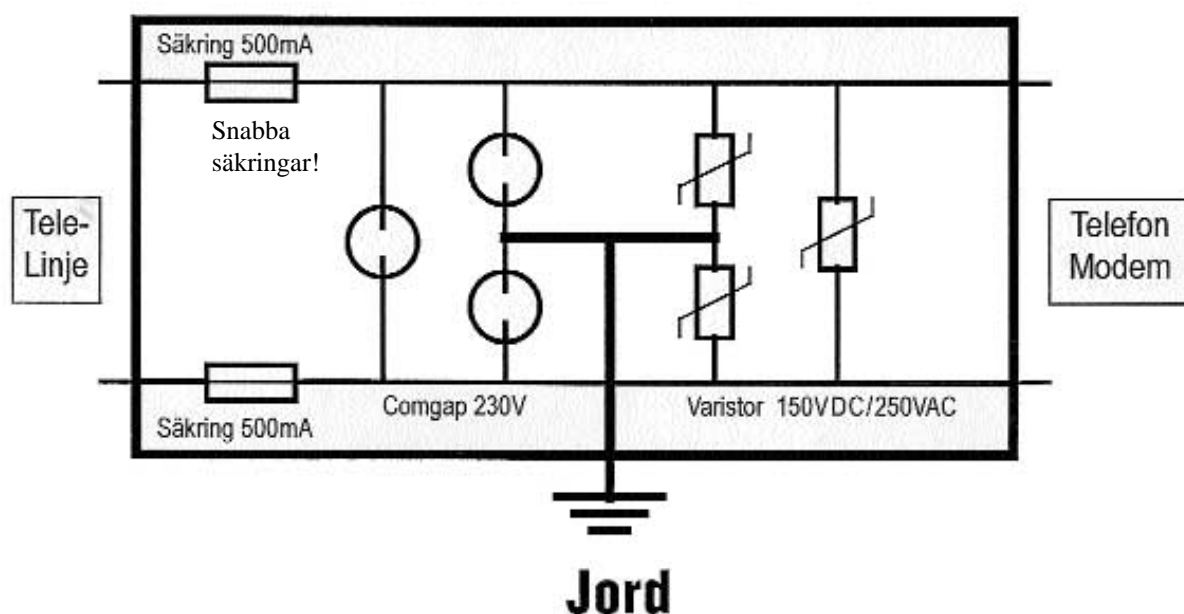 Säkring 500mA
Snabba
säkringar!
Tele-
Linje
Telefon
Modem
Comgap 230V
Varistor 150VDC/250VAC
Säkring 500mA
Jord